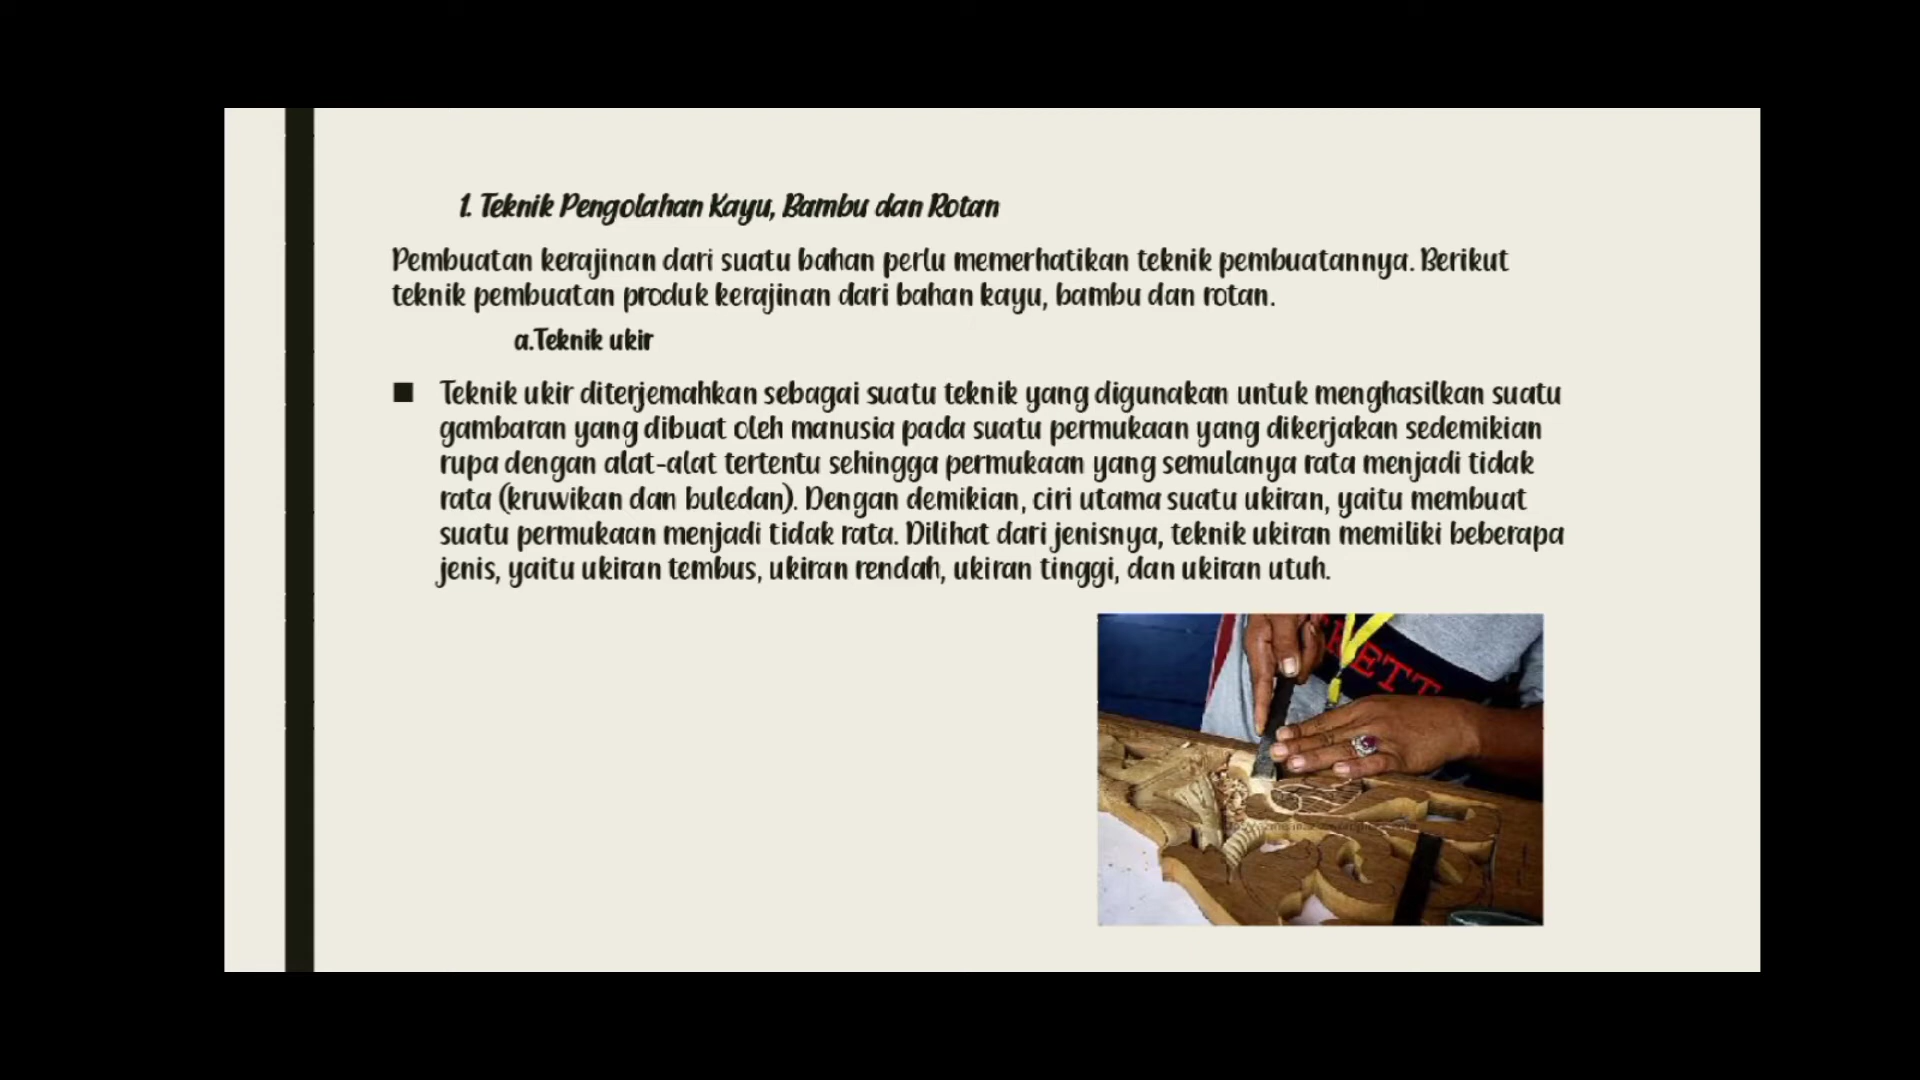 1. Teknik Pengolahan Kayu, Bambu dan Rotan
Pembuatan kerajinan dari suatu bahan perlu memerhatikan teknik pembuatannya. Berikut
teknik pembuatan produk kerajinan dari bahan kayu, bambu dan rotan.
a.Teknik ukir
Teknik ukir diterjemahkan sebagai suatu teknik yang digunakan untuk menghasilkan suatu
gambaran yang dibuat oleh manusia pada suatu permukaan yang dikerjakan sedemikian
rupa dengan alat-alat tertentu sehingga permukaan yang semulanya rata menjadi tidak
rata (kruwikan dan buledan). Dengan demikian, ciri utama suatu ukiran, yaitu membuat
suatu permukaan menjadi tidak rata. Dilihat dari jenisnya, teknik ukiran memiliki beberapa
jenis, yaitu ukiran tembus, ukiran rendah, ukiran tinggi, dan ukiran utuh.